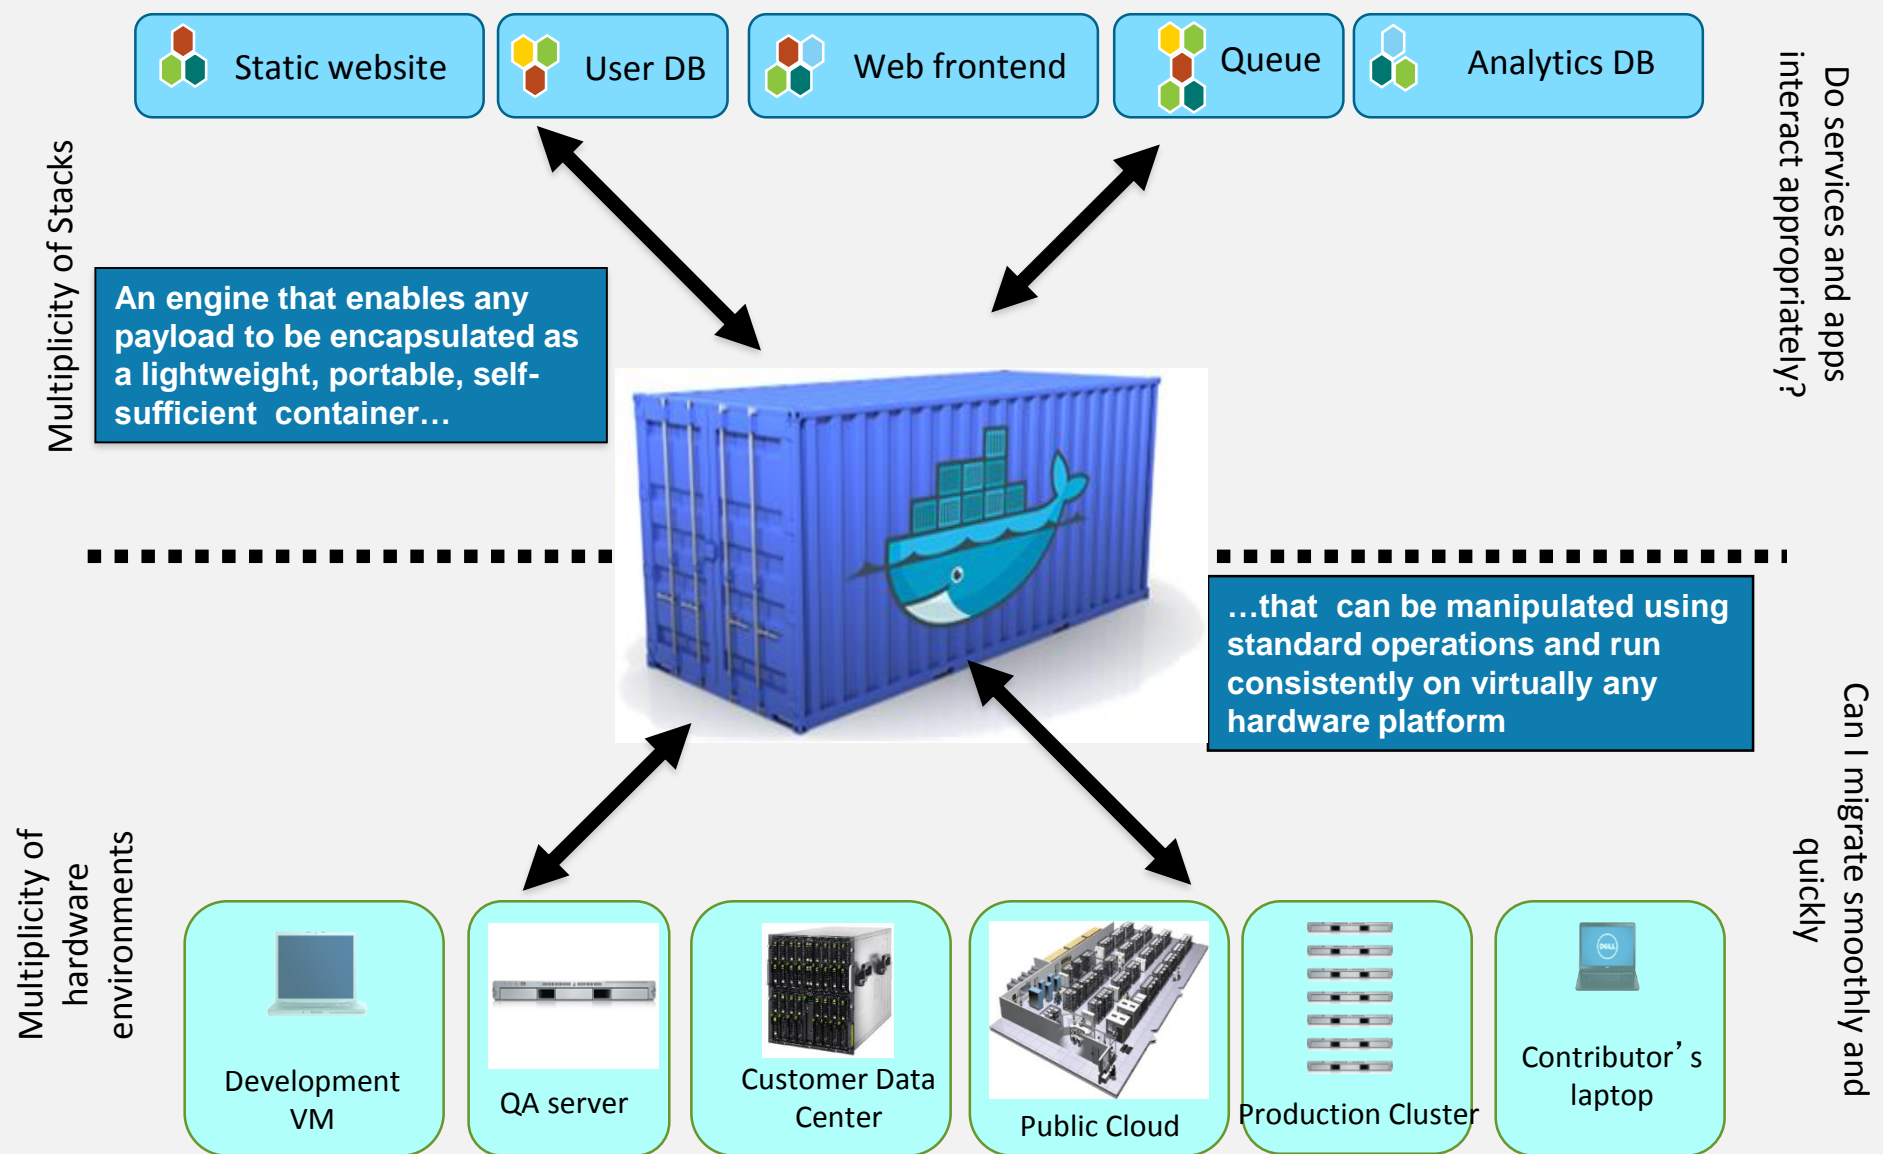 Static website
User DB
Web frontend
Queue
Analytics DB
Multiplicity of Stacks
Do services and apps
interact appropriately?
An engine that enables any
payload to be encapsulated as
a lightweight, portable, self-
sufficient  container…
…that  can be manipulated using
standard operations and run
consistently on virtually any
hardware platform
Multiplicity of
hardware
environments
Can I migrate smoothly and
quickly
Development
VM
QA server
Customer Data
Center
Public Cloud
Production Cluster
DELL
Contributor’s
laptop